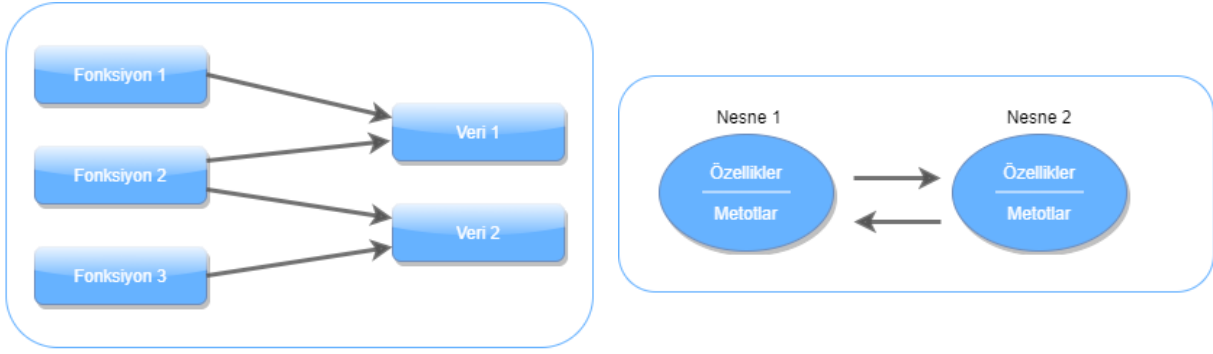 Fonksiyon 1
Fonksiyon 2
Fonksiyon 3
Veri 1
Veri 2
Nesne 1
Özellikler
Metotlar
Nesne 2
Özellikler
Metotlar